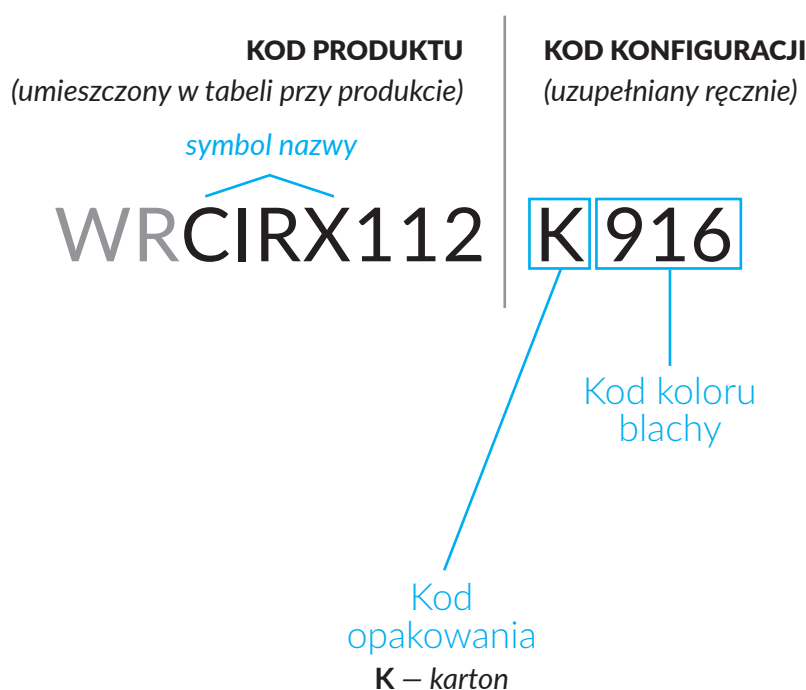 KOD PRODUKTU
(umieszczony w tabeli przy produkcie)
KOD KONFIGURACJI
(uzupełniany ręcznie)
symbol nazwy
WRCIRX112 K 916
Kod koloru
blachy
Kod
opakowania
K – karton